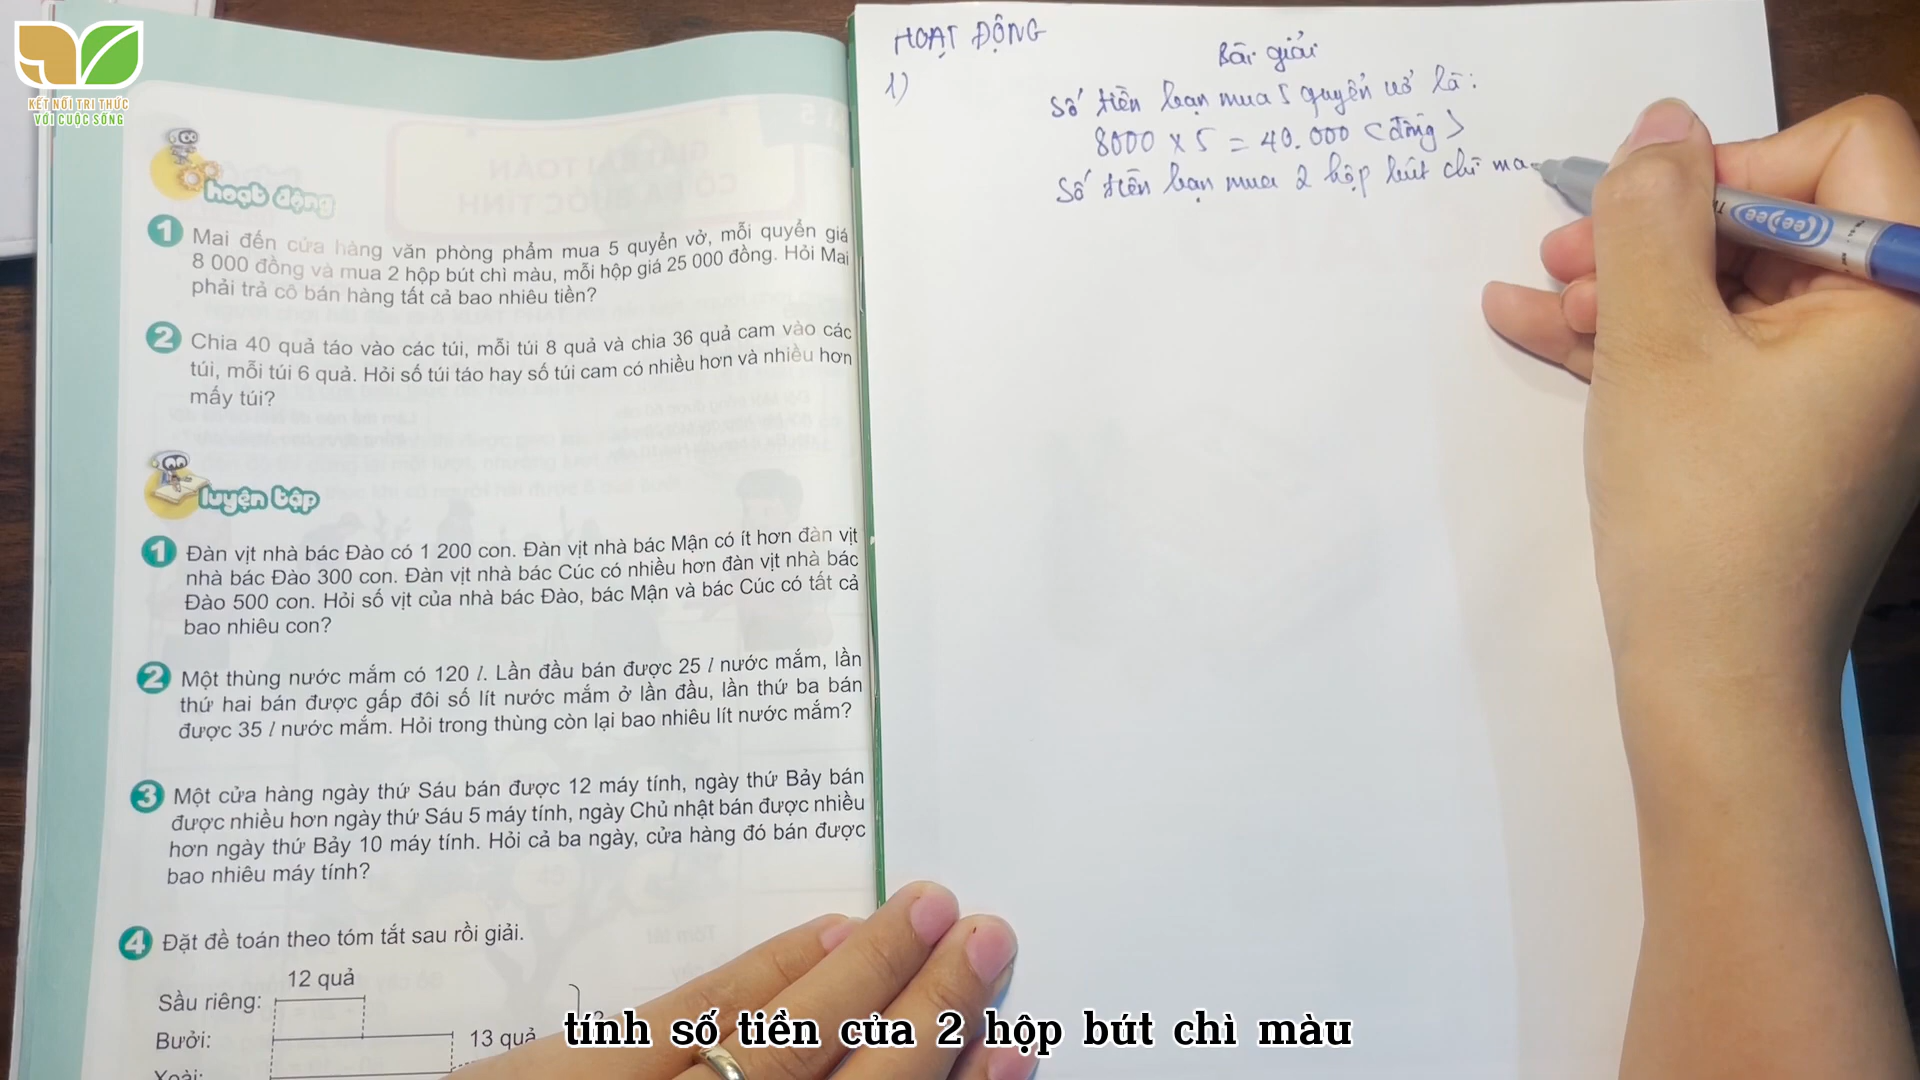 KẾT NỐI TRI THỨC
VỚI CUỘC SỐNG
hoạt động
1 Mai đến cửa hàng văn phòng phẩm mua 5 quyển vở, mỗi quyển giá
8 000 đồng và mua 2 hộp bút chì màu, mỗi hộp giá 25 000 đồng. Hỏi Mai
phải trả cô bán hàng tất cả bao nhiêu tiền?
2 Chia 40 quả táo vào các túi, mỗi túi 8 quả và chia 36 quả cam vào các
túi, mỗi túi 6 quả. Hỏi số túi táo hay số túi cam có nhiều hơn và nhiều hơn
mấy túi?
luyện tập
1 Đàn vịt nhà bác Đào có 1 200 con. Đàn vịt nhà bác Mận có ít hơn đàn vịt
nhà bác Đào 300 con. Đàn vịt nhà bác Cúc có nhiều hơn đàn vịt nhà bác
Đào 500 con. Hỏi số vịt của nhà bác Đào, bác Mận và bác Cúc có tất cả
bao nhiêu con?
2 Một thùng nước mắm có 120 l. Lần đầu bán được 25 l nước mắm, lần
thứ hai bán được gấp đôi số lít nước mắm ở lần đầu, lần thứ ba bán
được 35 l nước mắm. Hỏi trong thùng còn lại bao nhiêu lít nước mắm?
3 Một cửa hàng ngày thứ Sáu bán được 12 máy tính, ngày thứ Bảy bán
được nhiều hơn ngày thứ Sáu 5 máy tính, ngày Chủ nhật bán được nhiều
hơn ngày thứ Bảy 10 máy tính. Hỏi cả ba ngày, cửa hàng đó bán được
bao nhiêu máy tính?
4 Đặt đề toán theo tóm tắt sau rồi giải.
12 quả
Sầu riêng:
Bưởi:
13 quả
Xoài:
HOẠT ĐỘNG
Bài giải
1)
Số tiền bạn mua 5 quyển vở là:
8000 x 5 = 40.000 (đồng)
Số tiền bạn mua 2 hộp bút chì ma
tính số tiền của 2 hộp bút chì màu